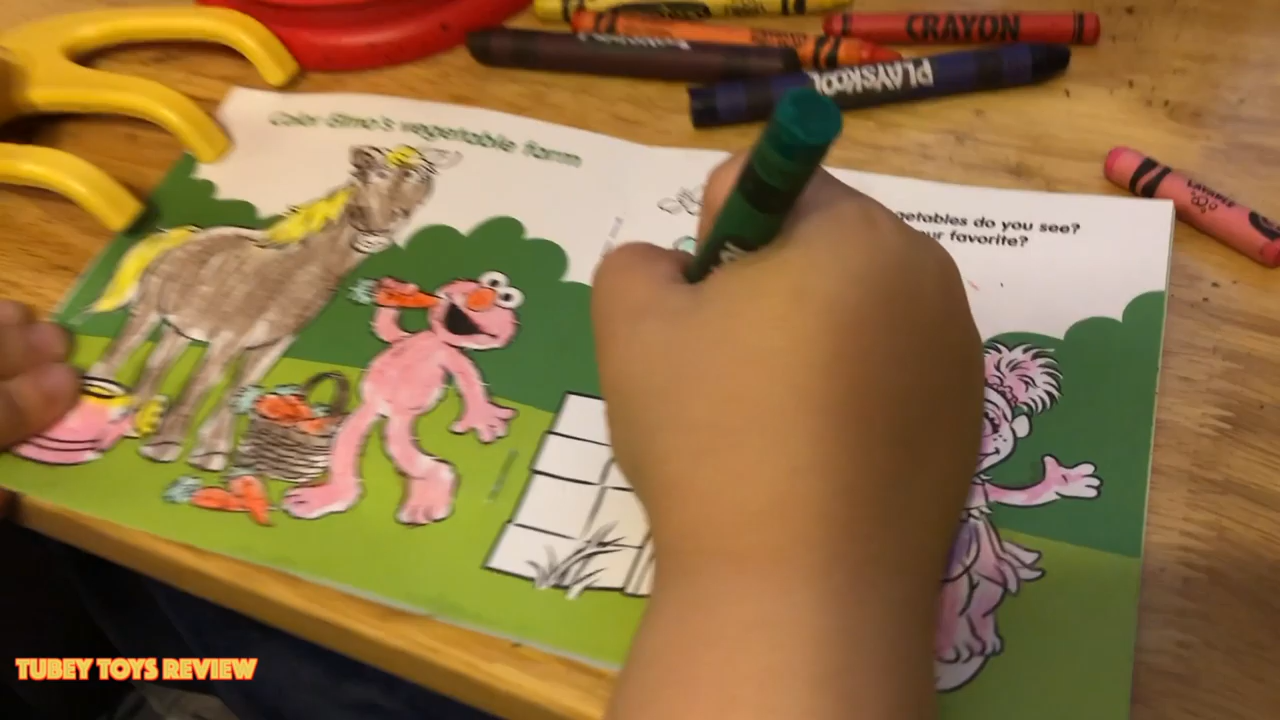 CRAYON
PLAYSKOOL
Color Elmo's vegetable farm
getables do you see?
ur favorite?
TUBEY TOYS REVIEW